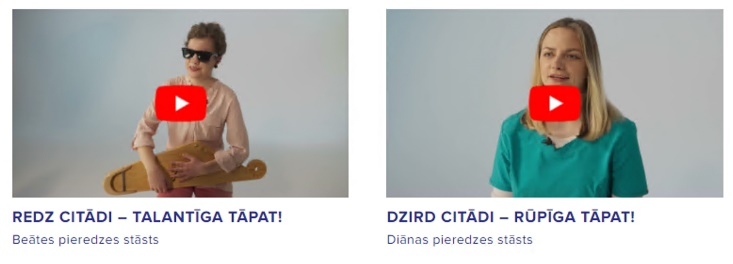 REDZ CITĀDI – TALANTĪGA TĀPAT!
Beātes pieredzes stāsts
DZIRD CITĀDI – RŪPĪGA TĀPAT!
Diānas pieredzes stāsts